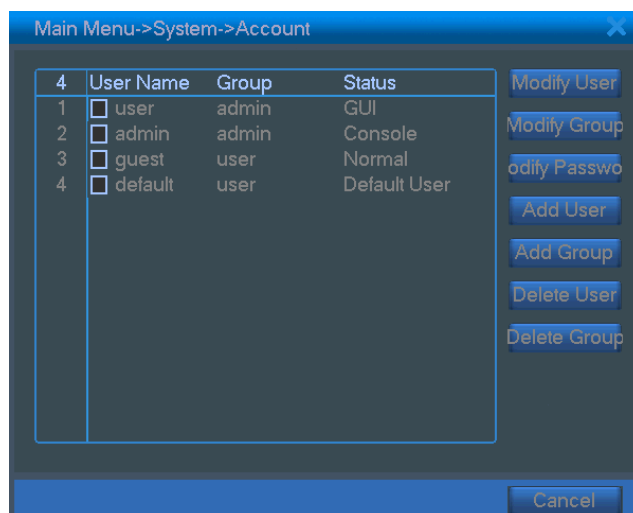 Main Menu->System->Account
4 User Name Group Status
1 user admin GUI
2 admin admin Console
3 guest user Normal
4 default user Default User
Modify User
Modify Group
odify Passwo
Add User
Add Group
Delete User
Delete Group
Cancel